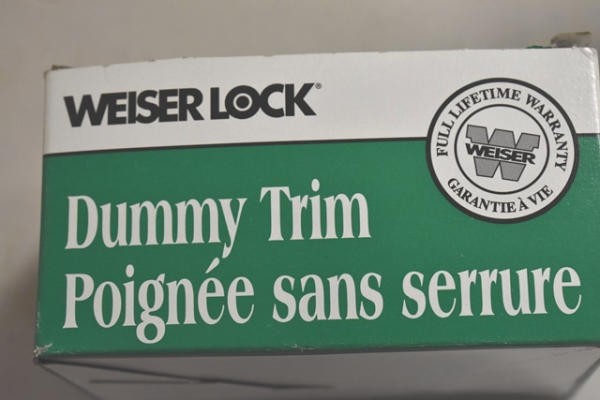 WEISER LOCK®
FULL LIFETIME WARRANTY
WEISER
GARANTIE À VIE
Dummy Trim
Poignée sans serrure